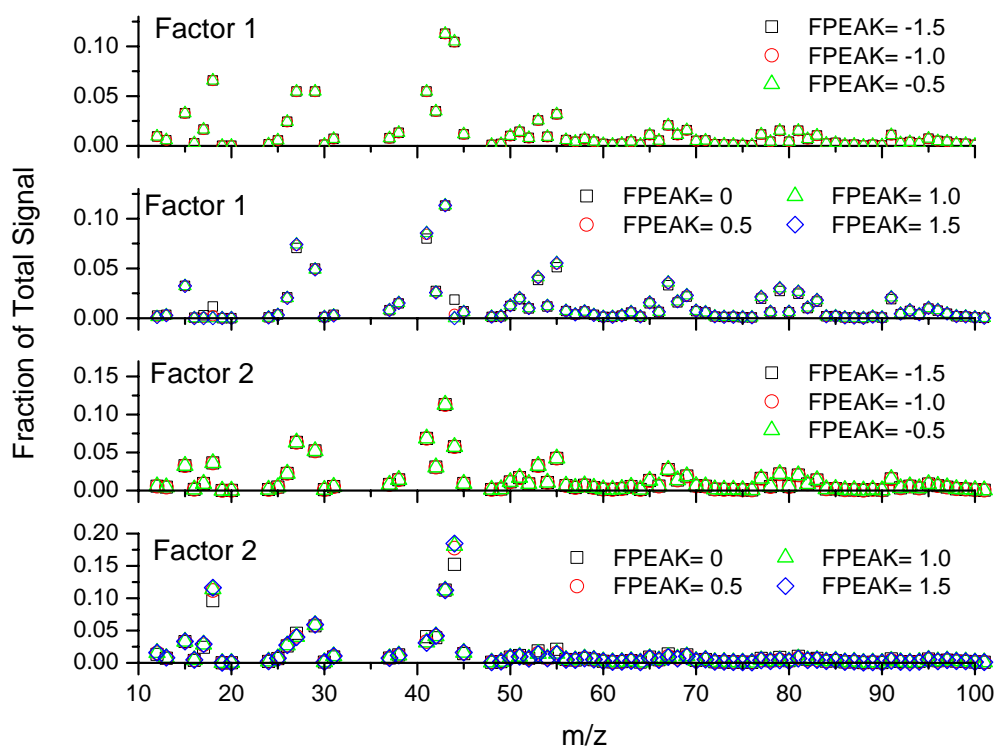 Factor 1
FPEAK= -1.5
FPEAK= -1.0
FPEAK= -0.5
0.10
0.05
0.00
Factor 1
FPEAK= 0
FPEAK= 1.0
FPEAK= 0.5
FPEAK= 1.5
0.10
0.05
0.00
Factor 2
FPEAK= -1.5
FPEAK= -1.0
FPEAK= -0.5
0.15
0.10
0.05
0.00
Factor 2
FPEAK= 0
FPEAK= 1.0
FPEAK= 0.5
FPEAK= 1.5
0.20
0.15
0.10
0.05
0.00
Fraction of Total Signal
10 20 30 40 50 60 70 80 90 100
m/z